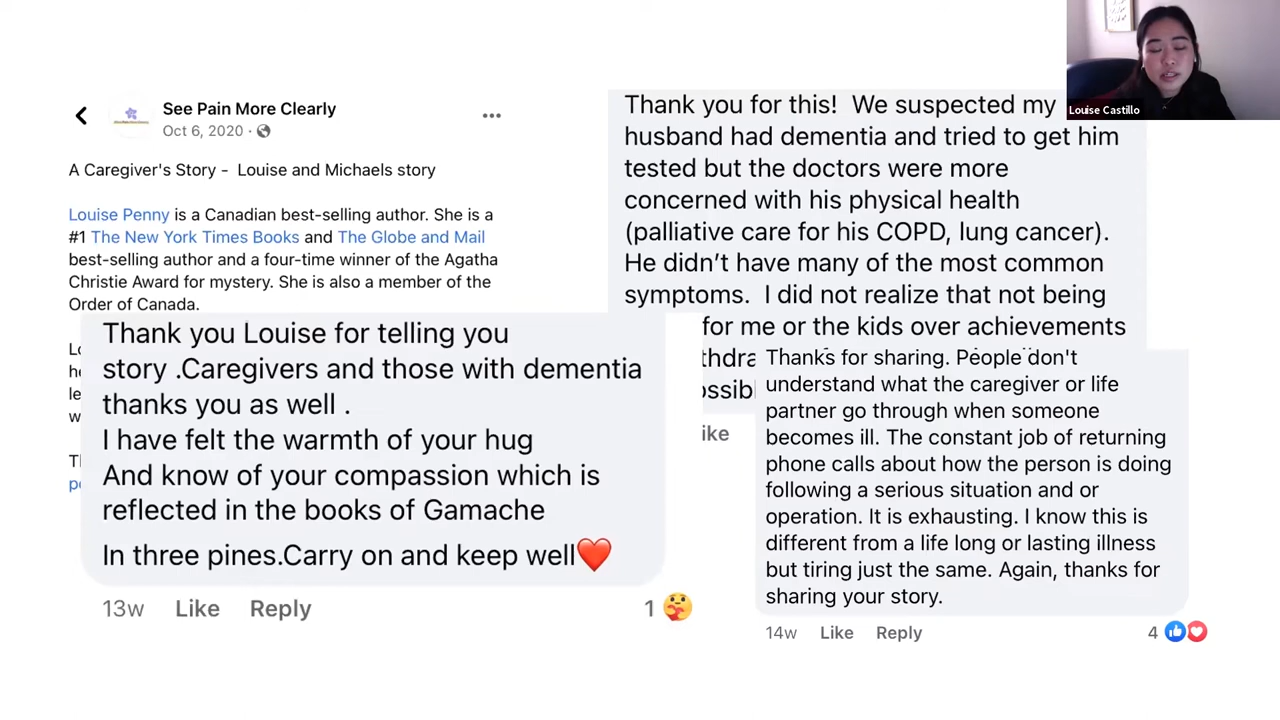 See Pain More Clearly
Oct 6, 2020 ·
A Caregiver's Story - Louise and Michaels story
Louise Penny is a Canadian best-selling author. She is a
#1 The New York Times Books and The Globe and Mail
best-selling author and a four-time winner of the Agatha
Christie Award for mystery. She is also a member of the
Order of Canada.
Thank you Louise for telling you
story .Caregivers and those with dementia
thanks you as well .
I have felt the warmth of your hug
And know of your compassion which is
reflected in the books of Gamache
In three pines.Carry on and keep well❤️
13w Like Reply 1
Thank you for this! We suspected my
husband had dementia and tried to get him
tested but the doctors were more
concerned with his physical health
(palliative care for his COPD, lung cancer).
He didn't have many of the most common
symptoms. I did not realize that not being
for me or the kids over achievements
Thanks for sharing. People don't
understand what the caregiver or life
partner go through when someone
becomes ill. The constant job of returning
phone calls about how the person is doing
following a serious situation and or
operation. It is exhausting. I know this is
different from a life long or lasting illness
but tiring just the same. Again, thanks for
sharing your story.
14w Like Reply 4
Louise Castillo